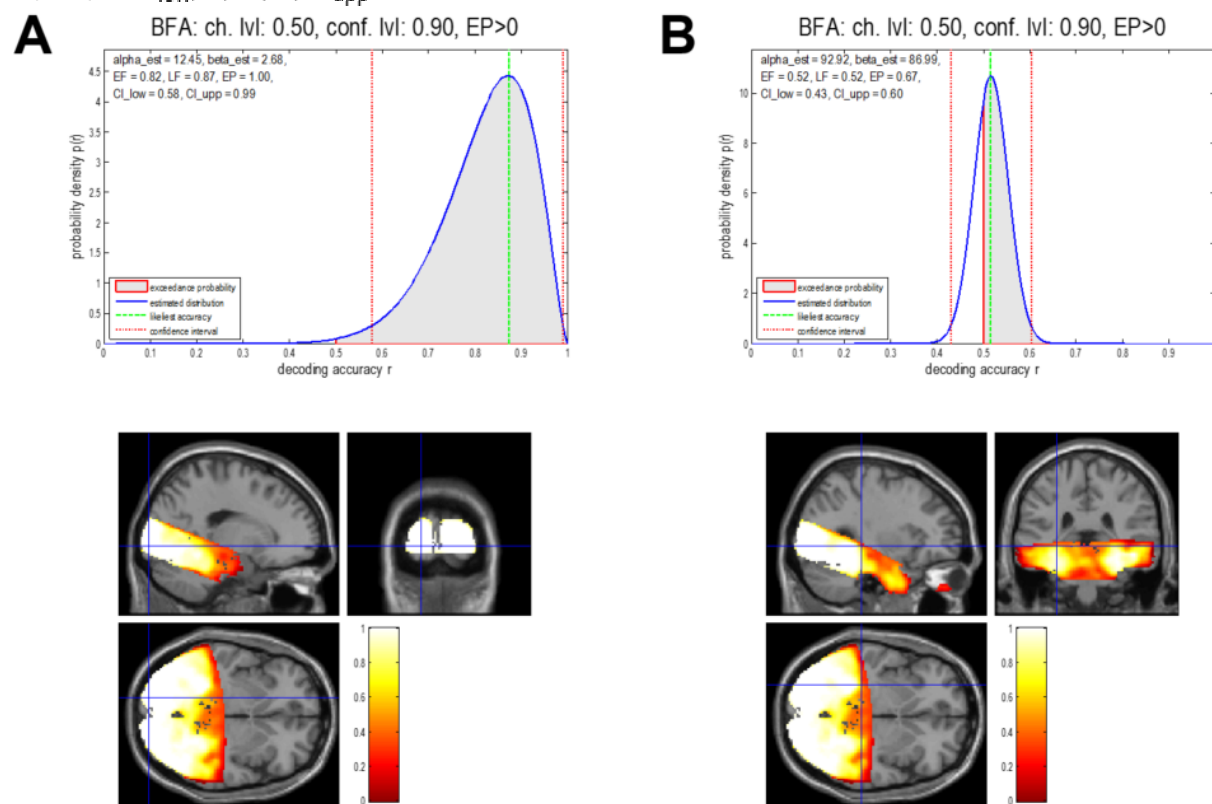 app
A
BFA: ch. lvl: 0.50, conf. lvl: 0.90, EP>0
alpha_est = 12.45, beta_est = 2.68,
EF = 0.82, LF = 0.87, EP = 1.00,
CI_low = 0.58, CI_upp = 0.99
probability density p(r)
4.5
4
3.5
3
2.5
2
1.5
1
0.5
0
exceedance probability
estimated distribution
likeliest accuracy
confidence interval
0 0.1 0.2 0.3 0.4 0.5 0.6 0.7 0.8 0.9 1
decoding accuracy r
B
BFA: ch. lvl: 0.50, conf. lvl: 0.90, EP>0
alpha_est = 92.92, beta_est = 86.99,
EF = 0.52, LF = 0.52, EP = 0.67,
CI_low = 0.43, CI_upp = 0.60
probability density p(r)
10
8
6
4
2
0
exceedance probability
estimated distribution
likeliest accuracy
confidence interval
0 0.1 0.2 0.3 0.4 0.5 0.6 0.7 0.8 0.9
decoding accuracy r
1
0.8
0.6
0.4
0.2
0
1
0.8
0.6
0.4
0.2
0